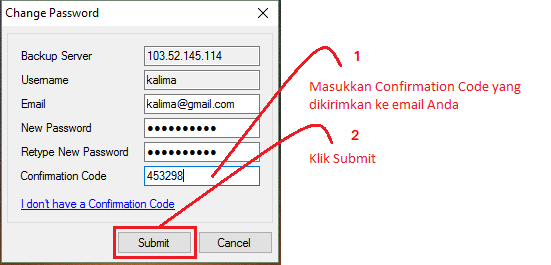 Change Password
Backup Server 103.52.145.114
Username kalima
Email kalima@gmail.com
New Password ●●●●●●●●●●
Retype New Password ●●●●●●●●●●
Confirmation Code 453298
I don't have a Confirmation Code
Submit Cancel
1
Masukkan Confirmation Code yang
dikirimkan ke email Anda
2
Klik Submit